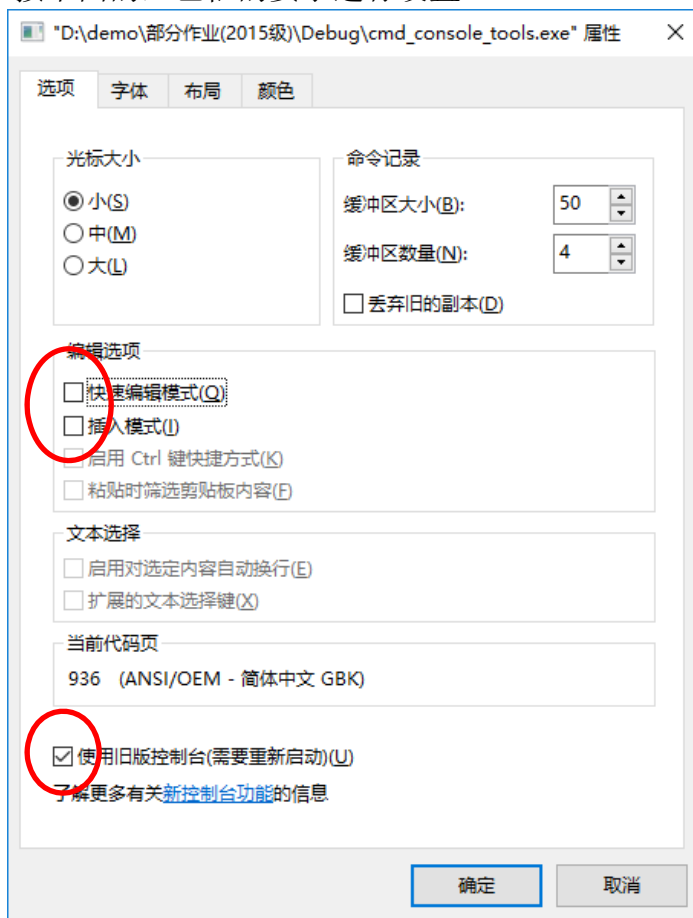 "D:\demo\部分作业(2015级)\Debug\cmd_console_tools.exe" 属性
选项 字体 布局 颜色
光标大小
小(S)
中(M)
大(L)
命令记录
缓冲区大小(B): 50
缓冲区数量(N): 4
丢弃旧的副本(D)
编辑选项
快速编辑模式(Q)
插入模式(I)
启用 Ctrl 键快捷方式(K)
粘贴时筛选剪贴板内容(F)
文本选择
启用对选定内容自动换行(E)
扩展的文本选择键(X)
当前代码页
936 (ANSI/OEM - 简体中文 GBK)
使用旧版控制台(需要重新启动)(U)
了解更多有关新控制台功能的信息
确定 取消